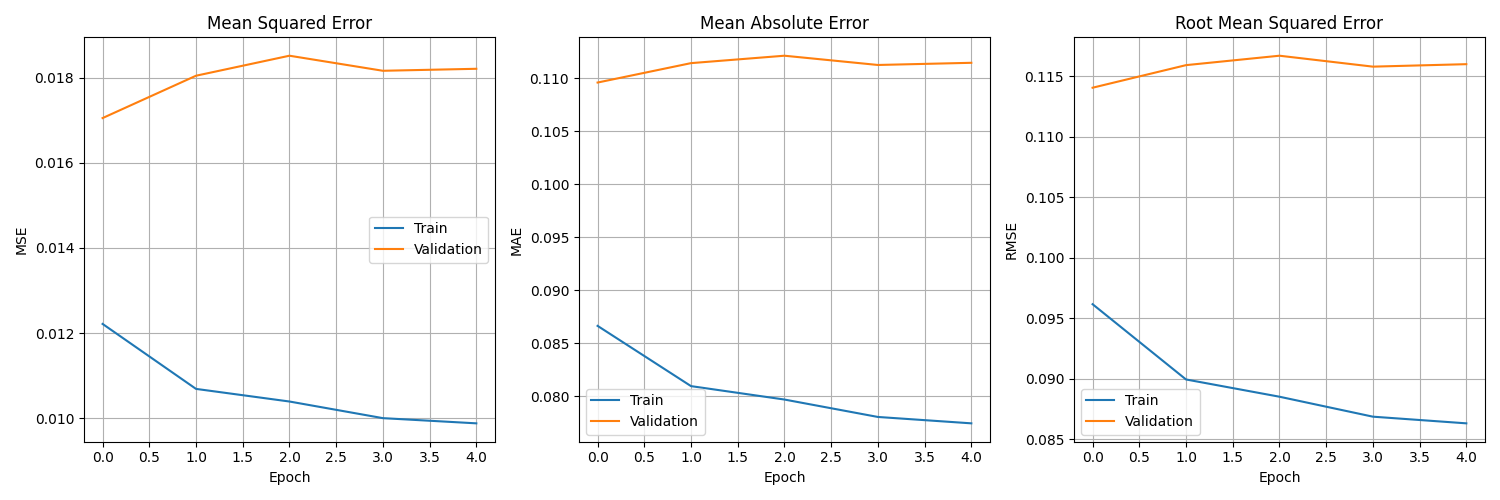 Mean Squared Error
0.018
0.016
0.014
0.012
0.010
MSE
Train
Validation
0.0 0.5 1.0 1.5 2.0 2.5 3.0 3.5 4.0
Epoch
Mean Absolute Error
0.110
0.105
0.100
0.095
0.090
0.085
0.080
MAE
Train
Validation
0.0 0.5 1.0 1.5 2.0 2.5 3.0 3.5 4.0
Epoch
Root Mean Squared Error
0.115
0.110
0.105
0.100
0.095
0.090
0.085
RMSE
Train
Validation
0.0 0.5 1.0 1.5 2.0 2.5 3.0 3.5 4.0
Epoch